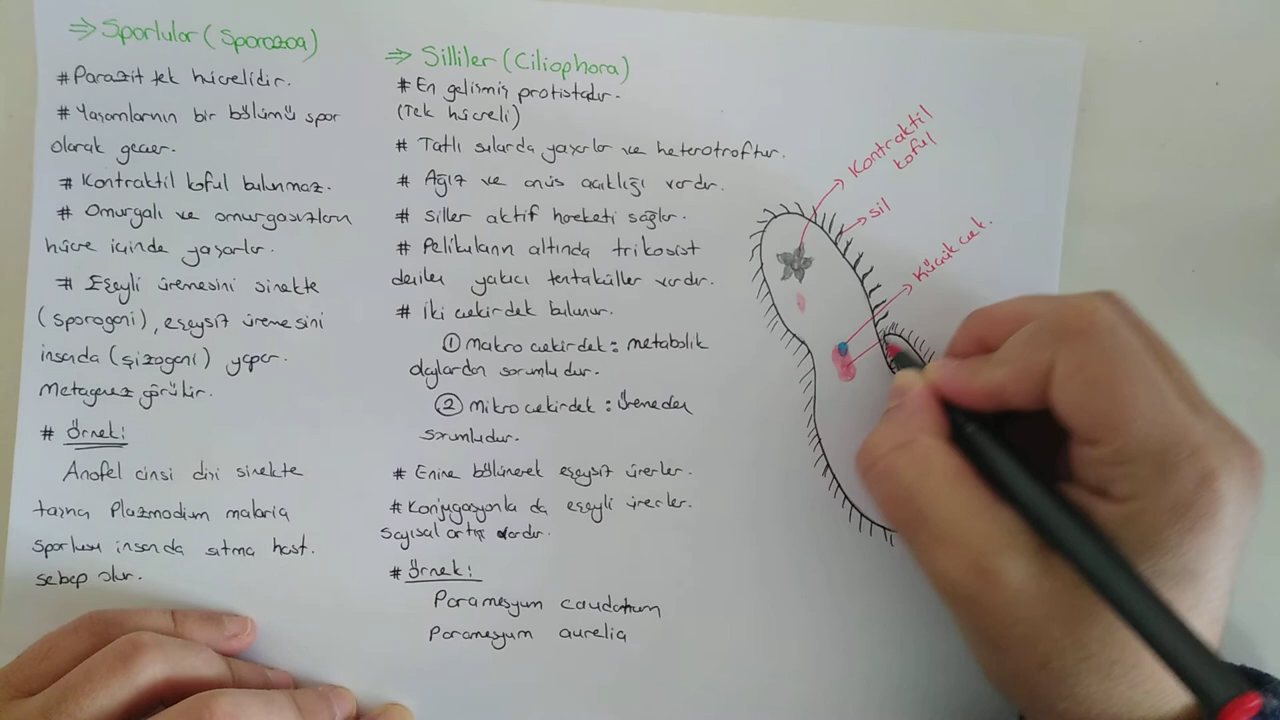 ⇒ Sporlular (Sporozoa)
# Parazit tek hücrelidir.
# Yaşamlarının bir bölümü spor
olarak geçer.
# Kontraktil koful bulunmaz.
# Omurgalı ve omurgasızların
hücre içinde yaşarlar.
# Eşeyli üremesini sinekte
(sporogoni), eşeysiz üremesini
insanda (şizogoni) yapar.
Metagenez görülür.
# Örnek:
Anofel cinsi dişi sinekte
taşınan Plazmodium malaria
sporlusu insanda sıtma hast.
sebep olur.
⇒ Silliler (Ciliophora)
# En gelişmiş protistadır.
(Tek hücreli)
# Tatlı sularda yaşarlar ve heterotroftur.
# Ağız ve anüs açıklığı vardır.
# Siller aktif hareketi sağlar.
# Pelikulanın altında trikosist
denilen yakıcı tentaküller vardır.
# İki çekirdek bulunur.
① Makro çekirdek: metabolik
olaylardan sorumludur.
② Mikro çekirdek: Üremeden
sorumludur.
# Enine bölünerek eşeysiz ürerler.
# Konjugasyonla da eşeyli ürerler.
Sayısal artış vardır.
# Örnek:
Paramesyum caudatum
Paramesyum aurelia
Kontraktil
koful
sil
Küçük çek.